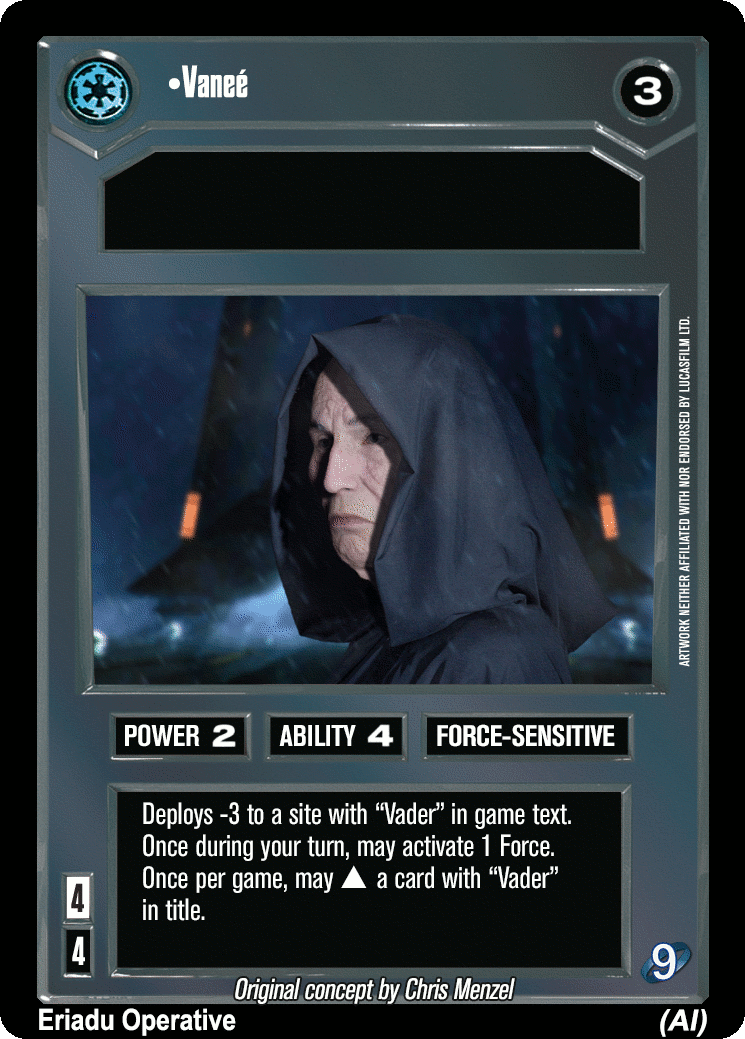 •Vaneé
3
ARTWORK NEITHER AFFILIATED WITH NOR ENDORSED BY LUCASFILM LTD.
POWER 2
ABILITY 4
FORCE-SENSITIVE
Deploys -3 to a site with “Vader” in game text.
Once during your turn, may activate 1 Force.
Once per game, may ▲ a card with “Vader”
in title.
4
4
9
Original concept by Chris Menzel
Eriadu Operative
(AI)